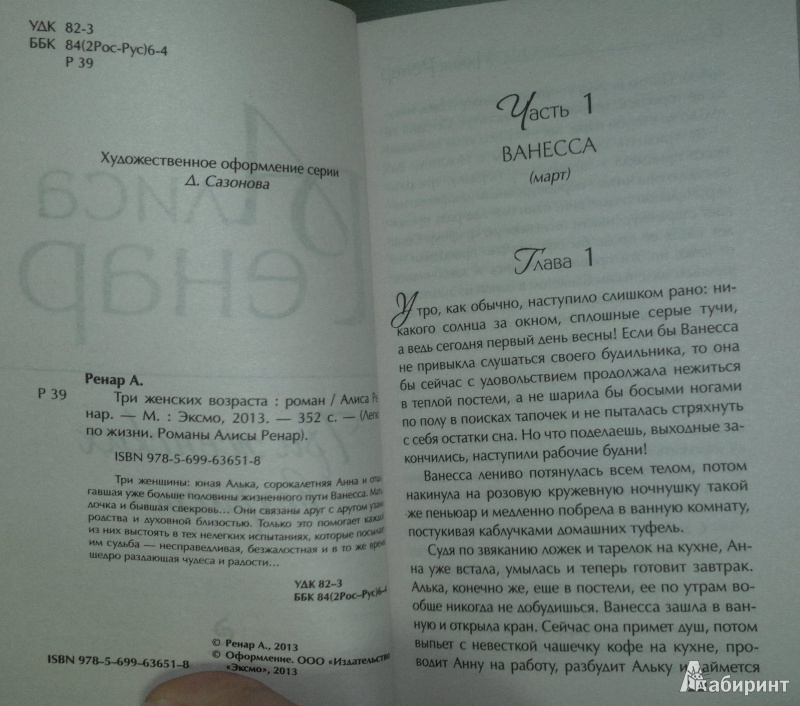 УДК 82-3
ББК 84(2Рос-Рус)6-4
Р 39
Художественное оформление серии
Д. Сазонова
Ренар А.
Р 39
Три женских возраста : роман / Алиса Ре
нар. — М. : Эксмо, 2013. — 352 с. — (Легко
по жизни. Романы Алисы Ренар).
ISBN 978-5-699-63651-8
Три женщины: юная Алька, сорокалетняя Анна и отша
гавшая уже больше половины жизненного пути Ванесса. Мать,
дочка и бывшая свекровь... Они связаны друг с другом узами
родства и духовной близостью. Только это помогает каждой
из них выстоять в тех нелегких испытаниях, которые посылает
им судьба — несправедливая, безжалостная и в то же время
щедро раздающая чудеса и радости...
УДК 82-3
ББК 84(2Рос-Рус)6-4
© Ренар А., 2013
© Оформление. ООО «Издательство
«Эксмо», 2013
ISBN 978-5-699-63651-8
Часть 1
ВАНЕССА
(март)
Глава 1
Утро, как обычно, наступило слишком рано: ни-
какого солнца за окном, сплошные серые тучи,
а ведь сегодня первый день весны! Если бы Ванесса
не привыкла слушаться своего будильника, то она
бы сейчас с удовольствием продолжала нежиться
в теплой постели, а не шарила бы босыми ногами
по полу в поисках тапочек и не пыталась стряхнуть
с себя остатки сна. Но что поделаешь, выходные за-
кончились, наступили рабочие будни!
Ванесса лениво потянулась всем телом, потом
накинула на розовую кружевную ночнушку такой
же пеньюар и медленно побрела в ванную комнату,
постукивая каблучками домашних туфель.
Судя по звяканию ложек и тарелок на кухне, Ан-
на уже встала, умылась и теперь готовит завтрак.
Алька, конечно же, еще в постели, ее по утрам во-
обще никогда не добудишься. Ванесса зашла в ван-
ную и открыла кран. Сейчас она примет душ, потом
выпьет с невесткой чашечку кофе на кухне, про-
водит Анну на работу, разбудит Альку и займется
Лабиринт